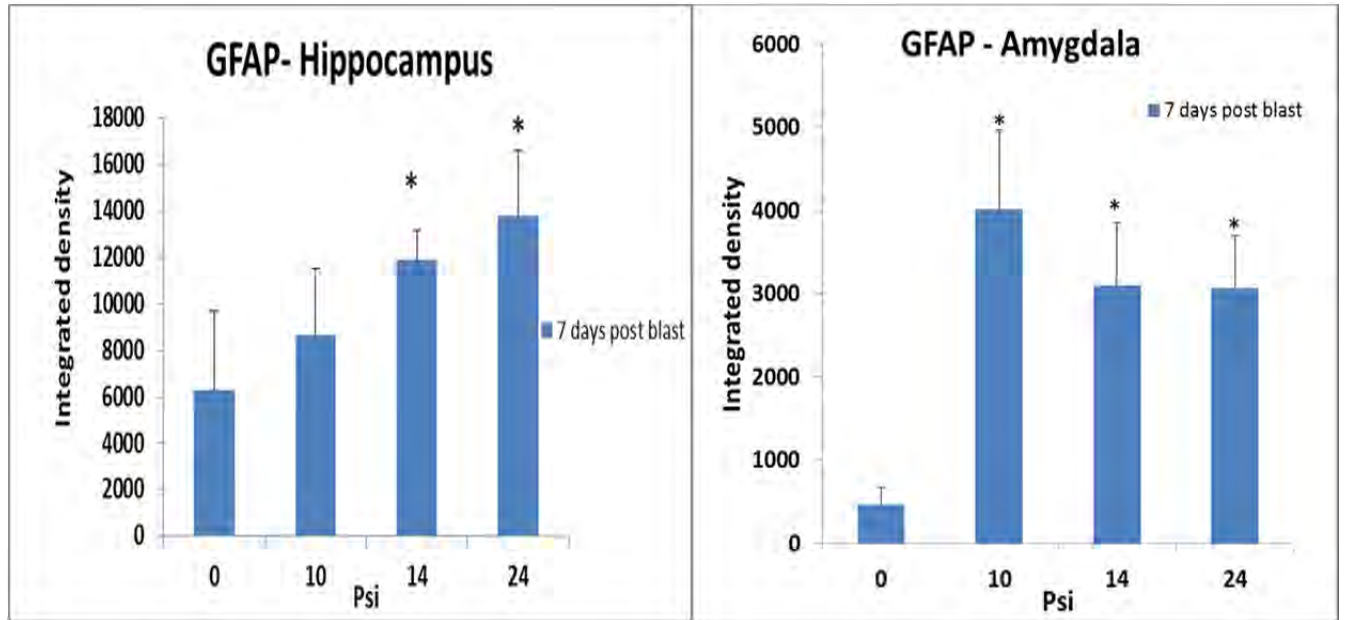 GFAP- Hippocampus
18000
16000
14000
12000
10000
8000
6000
4000
2000
0
Integrated density
*
*
7 days post blast
0 10 14 24
Psi
GFAP - Amygdala
6000
5000
4000
3000
2000
1000
0
Integrated density
7 days post blast
*
*
*
0 10 14 24
Psi